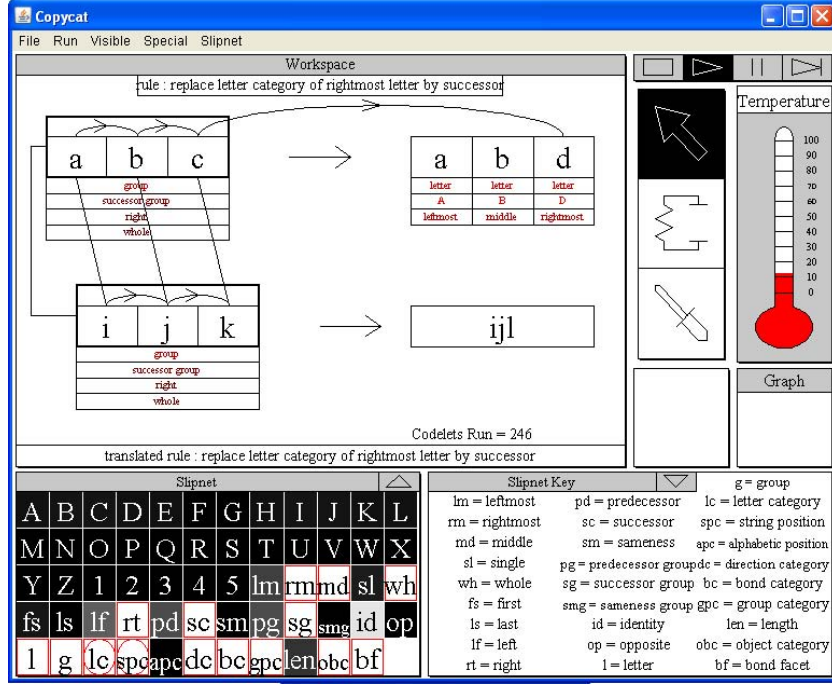 Copycat
File Run Visible Special Slipnet
Workspace
rule : replace letter category of rightmost letter by successor
a b c
group
successor group
right
whole
a b d
letter letter letter
A B D
leftmost middle rightmost
i j k
group
successor group
right
whole
ijl
Codelets Run = 246
translated rule : replace letter category of rightmost letter by successor
Temperature
100
90
80
70
60
50
40
30
20
10
0
Graph
Slipnet
A B C D E F G H I J K L
M N O P Q R S T U V W X
Y Z 1 2 3 4 5 lm rm md sl wh
fs ls lf rt pd sc sm pg sg smg id op
l g lc spc apc dc bc gpc len obc bf
Slipnet Key
g = group
lm = leftmost pd = predecessor lc = letter category
rm = rightmost sc = successor spc = string position
md = middle sm = sameness apc = alphabetic position
sl = single pg = predecessor group dc = direction category
wh = whole sg = successor group bc = bond category
fs = first smg = sameness group gpc = group category
ls = last id = identity len = length
lf = left op = opposite obc = object category
rt = right l = letter bf = bond facet